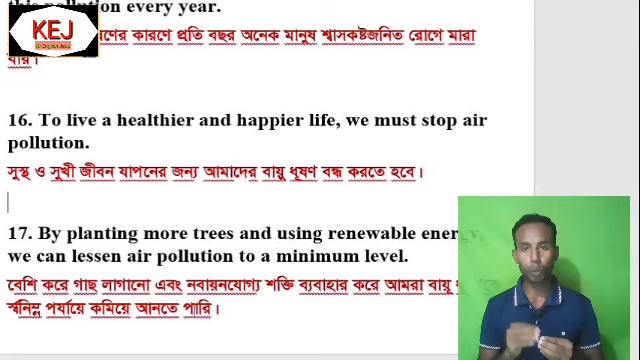 this pollution every year.
KEJ
কারণে প্রতি বছর অনেক মানুষ শ্বাসকষ্টজনিত রোগে মারা
যায়।
16. To live a healthier and happier life, we must stop air
pollution.
সুস্থ ও সুখী জীবন যাপনের জন্য আমাদের বায়ু ধূষণ বন্ধ করতে হবে।
17. By planting more trees and using renewable energy,
we can lessen air pollution to a minimum level.
বেশি করে গাছ লাগানো এবং নবায়নযোগ্য শক্তি ব্যবহার করে আমরা বায়ু
পর্যায়ে কমিয়ে আনতে পারি।